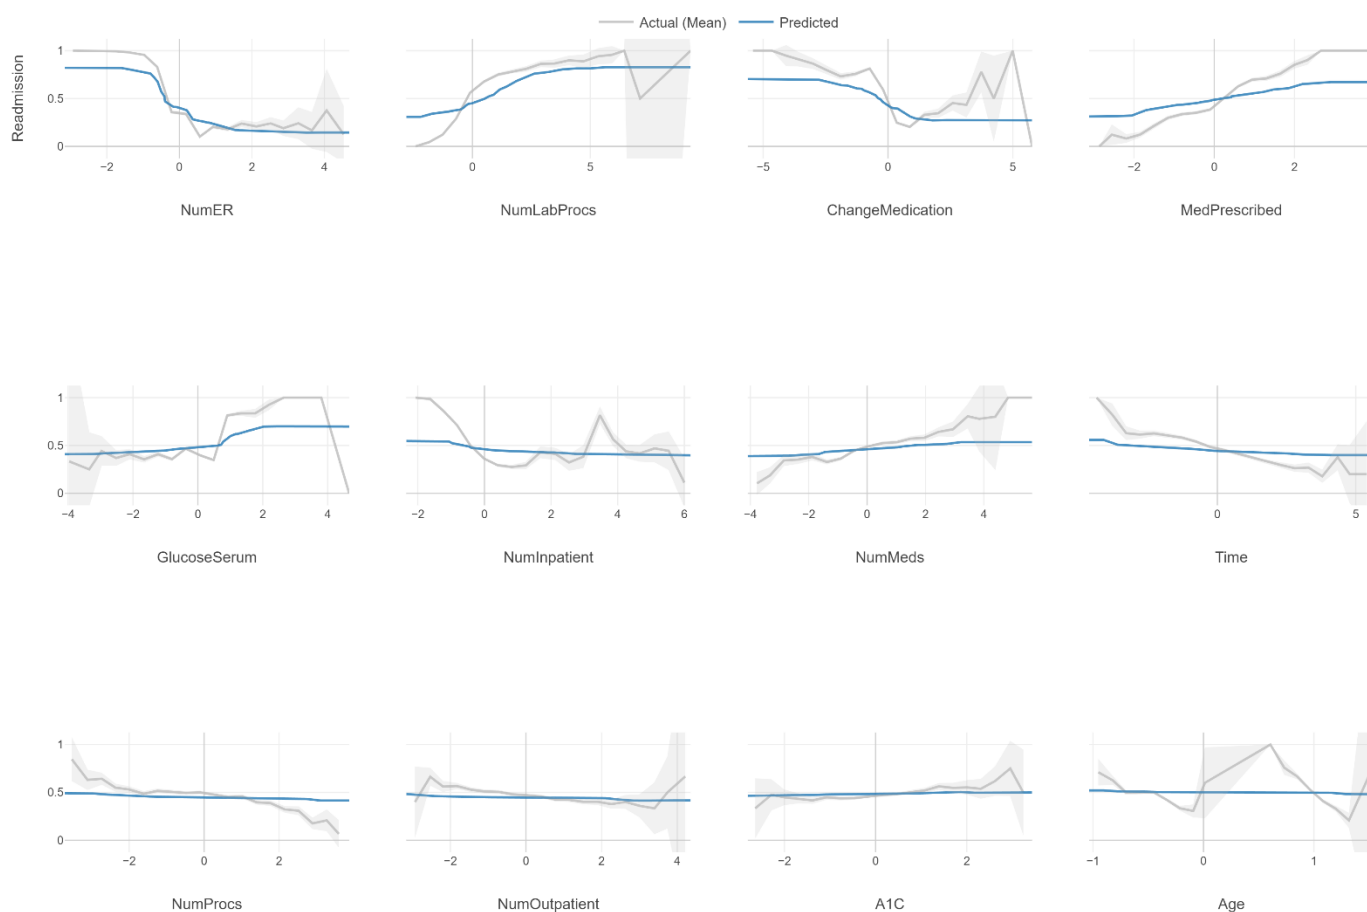 Actual (Mean) Predicted
Readmission
1
0.5
0
−2 0 2 4
0 5
−5 0 5
−2 0 2
NumER NumLabProcs ChangeMedication MedPrescribed
1
0.5
0
−4 −2 0 2 4
−2 0 2 4 6
−4 −2 0 2 4
0 5
GlucoseSerum NumInpatient NumMeds Time
1
0.5
0
−2 0 2
−2 0 2 4
−2 0 2
−1 0 1
NumProcs NumOutpatient A1C Age